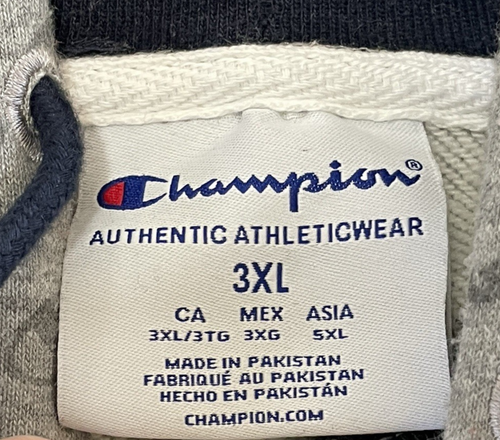 Champion®
AUTHENTIC ATHLETICWEAR
3XL
CA MEX ASIA
3XL/3TG 3XG 5XL
MADE IN PAKISTAN
FABRIQUÉ AU PAKISTAN
HECHO EN PAKISTÁN
CHAMPION.COM